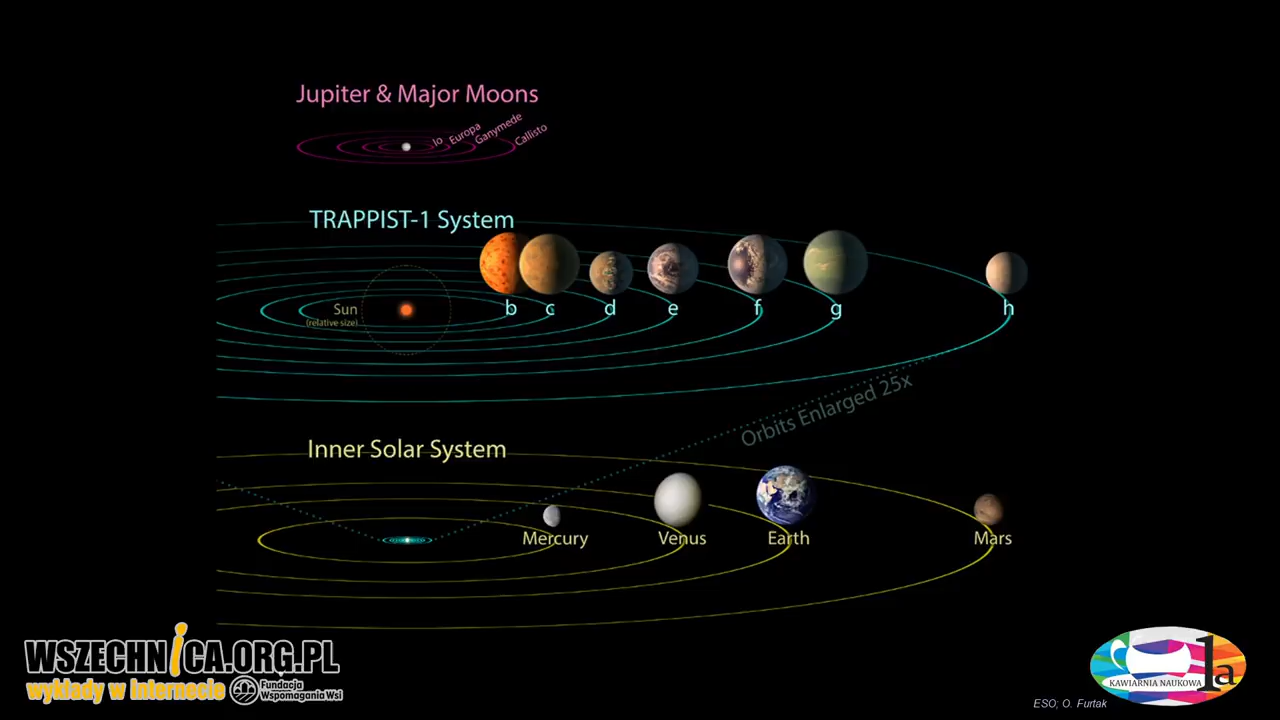 Jupiter & Major Moons
Io
Europa
Ganymede
Callisto
TRAPPIST-1 System
Sun
(relative size)
b
c
d
e
f
g
h
Orbits Enlarged 25x
Inner Solar System
Mercury
Venus
Earth
Mars
WSZECHNICA.ORG.PL
wykłady w internecie
Fundacja
Wspomagania Wsi
KAWIARNIA NAUKOWA
1a
ESO; O. Furtak